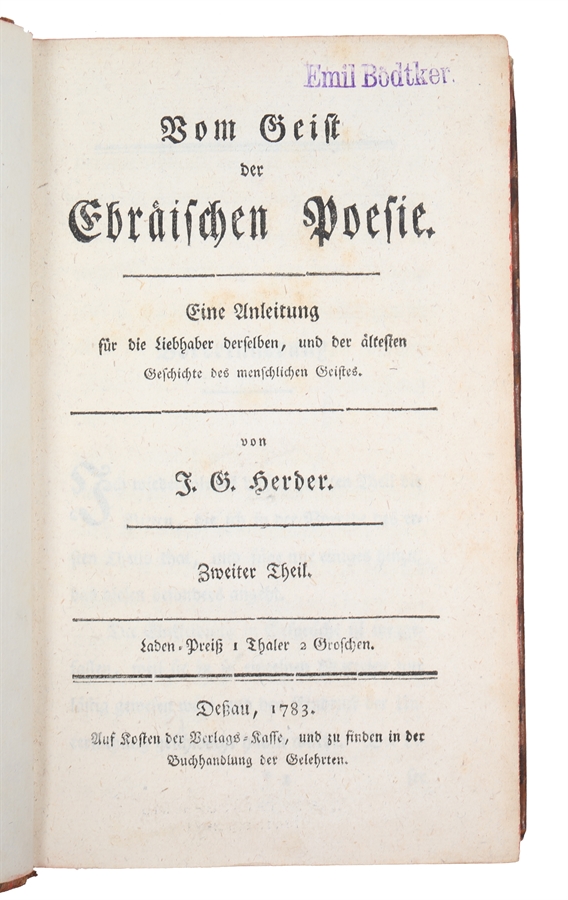 Emil Bödtker.
Vom Geist
der
Ebräischen Poesie.
Eine Anleitung
für die Liebhaber derselben, und der ältesten
Geschichte des menschlichen Geistes.
von
J. G. Herder.
Zweiter Theil.
Laden-Preiß 1 Thaler 2 Groschen.
Deßau, 1783.
Auf Kosten der Verlags-Kasse, und zu finden in der
Buchhandlung der Gelehrten.